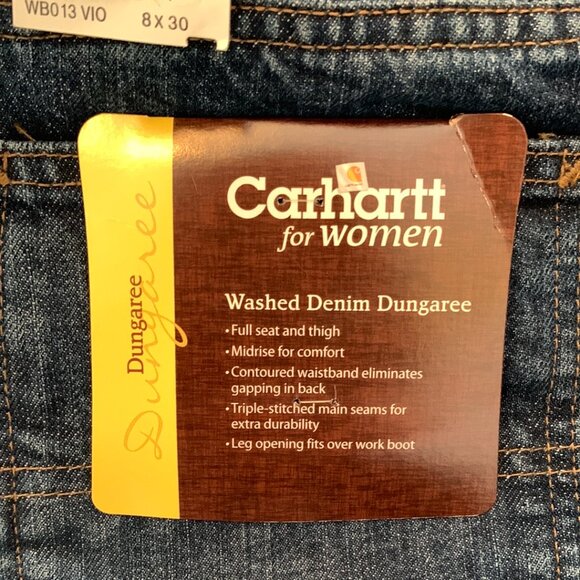 WB013 VIO 8 X 30
Carhartt
for women
Dungaree
Dungaree
Washed Denim Dungaree
• Full seat and thigh
• Midrise for comfort
• Contoured waistband eliminates
gapping in back
• Triple-stitched main seams for
extra durability
• Leg opening fits over work boot